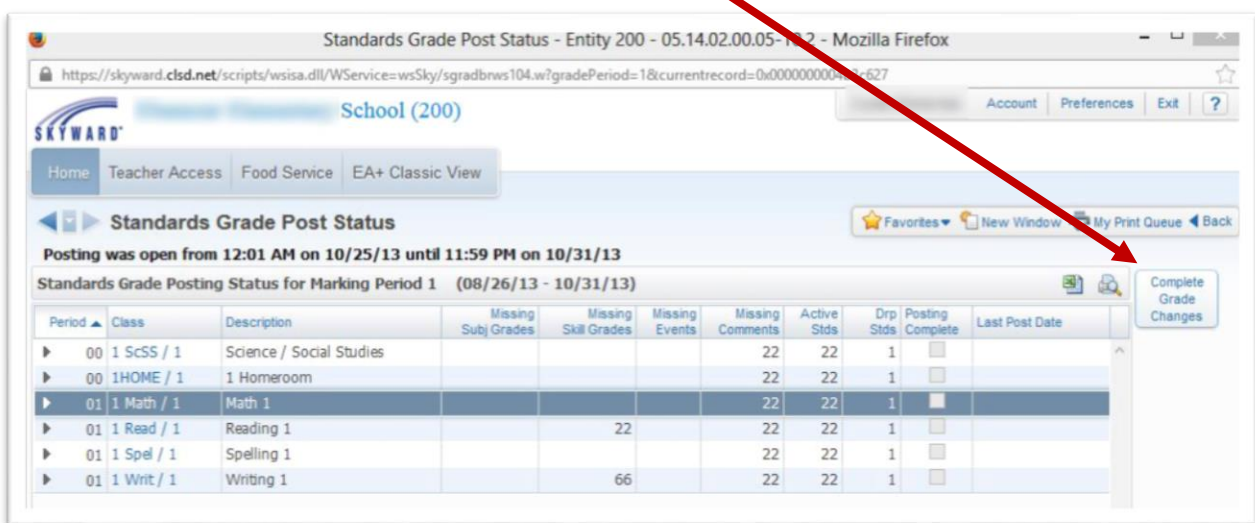 Standards Grade Post Status - Entity 200 - 05.14.02.00.05- 10.2 - Mozilla Firefox
https://skyward.clsd.net/scripts/wsisa.dll/WService=wsSky/sgradbrws104.w?gradePeriod=1&currentrecord=0x000000000
SKYWARD
School (200)
Account Preferences Exit ?
Home Teacher Access Food Service EA+ Classic View
Standards Grade Post Status
Favorites New Window My Print Queue Back
Posting was open from 12:01 AM on 10/25/13 until 11:59 PM on 10/31/13
Standards Grade Posting Status for Marking Period 1 (08/26/13 - 10/31/13)
Complete
Grade
Changes
Period Class Description Missing Subj Grades Missing Skill Grades Missing Events Missing Comments Active Stds Drp Stds Posting Complete Last Post Date
00 1 ScSS / 1 Science / Social Studies 22 22 1
00 1HOME / 1 1 Homeroom 22 22 1
01 1 Math / 1 Math 1 22 22 1
01 1 Read / 1 Reading 1 22 22 22 1
01 1 Spel / 1 Spelling 1 22 22 1
01 1 Writ / 1 Writing 1 66 22 22 1